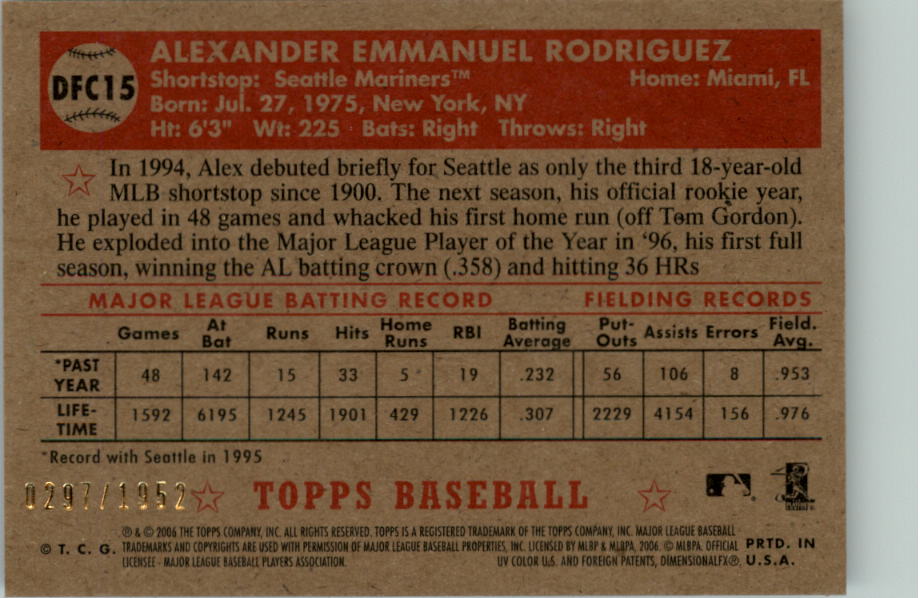 DFC15
ALEXANDER EMMANUEL RODRIGUEZ
Shortstop: Seattle Mariners™ Home: Miami, FL
Born: Jul. 27, 1975, New York, NY
Ht: 6'3" Wt: 225 Bats: Right Throws: Right
In 1994, Alex debuted briefly for Seattle as only the third 18-year-old
MLB shortstop since 1900. The next season, his official rookie year,
he played in 48 games and whacked his first home run (off Tom Gordon).
He exploded into the Major League Player of the Year in ‘96, his first full
season, winning the AL batting crown (.358) and hitting 36 HRs
MAJOR LEAGUE BATTING RECORD FIELDING RECORDS
Games At Bat Runs Hits Home Runs RBI Batting Average Put-Outs Assists Errors Field. Avg.
*PAST YEAR 48 142 15 33 5 19 .232 56 106 8 .953
LIFE-TIME 1592 6195 1245 1901 429 1226 .307 2229 4154 156 .976
*Record with Seattle in 1995
0297/1952 TOPPS BASEBALL
® & © 2006 THE TOPPS COMPANY, INC. ALL RIGHTS RESERVED. TOPPS IS A REGISTERED TRADEMARK OF THE TOPPS COMPANY, INC. MAJOR LEAGUE BASEBALL
© T. C. G. TRADEMARKS AND COPYRIGHTS ARE USED WITH PERMISSION OF MAJOR LEAGUE BASEBALL PROPERTIES, INC. LICENSED BY MLBP & MLBPA, 2006. © MLBPA. OFFICIAL PRTD. IN
LICENSEE - MAJOR LEAGUE BASEBALL PLAYERS ASSOCIATION. UV COLOR U.S. AND FOREIGN PATENTS, DIMENSIONALFX®. U.S.A.